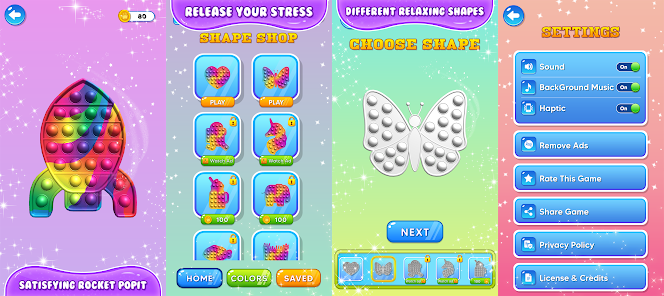 80
SATISFYING ROCKET POPIT
RELEASE YOUR STRESS
SHAPE SHOP
PLAY
PLAY
Watch Ad
Watch Ad
100
100
HOME
COLORS
SAVED
DIFFERENT RELAXING SHAPES
CHOOSE SHAPE
NEXT
SETTINGS
Sound
On
BackGround Music
On
Haptic
On
Remove Ads
Rate This Game
Share Game
Privacy Policy
License & Credits